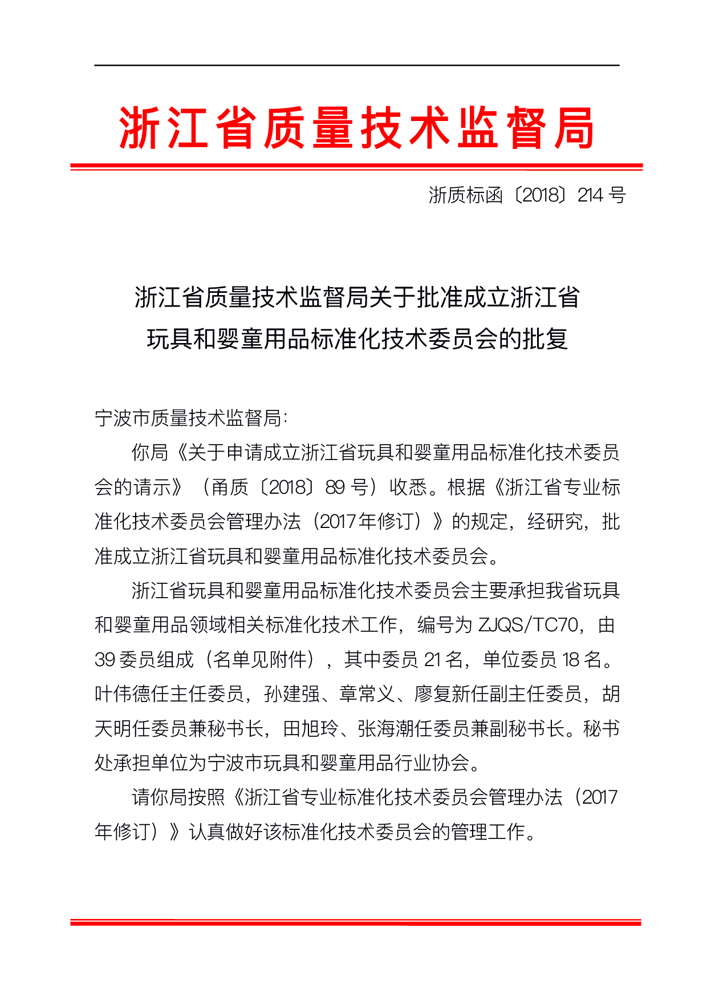 浙江省质量技术监督局
浙质标函〔2018〕214 号
浙江省质量技术监督局关于批准成立浙江省
玩具和婴童用品标准化技术委员会的批复
宁波市质量技术监督局：
你局《关于申请成立浙江省玩具和婴童用品标准化技术委员
会的请示》（甬质〔2018〕89 号）收悉。根据《浙江省专业标
准化技术委员会管理办法（2017年修订）》的规定，经研究，批
准成立浙江省玩具和婴童用品标准化技术委员会。
浙江省玩具和婴童用品标准化技术委员会主要承担我省玩具
和婴童用品领域相关标准化技术工作，编号为 ZJQS/TC70，由
39 委员组成（名单见附件），其中委员 21 名，单位委员 18 名。
叶伟德任主任委员，孙建强、章常义、廖复新任副主任委员，胡
天明任委员兼秘书长，田旭玲、张海潮任委员兼副秘书长。秘书
处承担单位为宁波市玩具和婴童用品行业协会。
请你局按照《浙江省专业标准化技术委员会管理办法（2017
年修订）》认真做好该标准化技术委员会的管理工作。